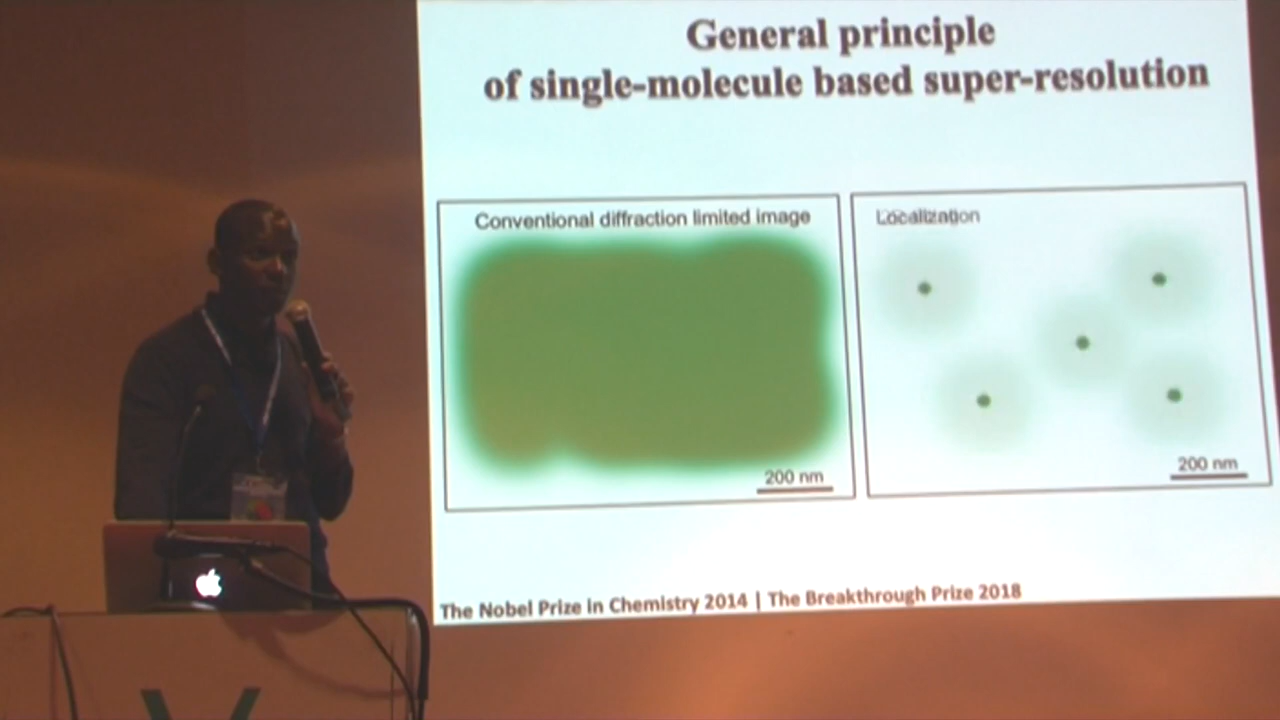 General principle
of single-molecule based super-resolution
Conventional diffraction limited image
Localization
200 nm
200 nm
The Nobel Prize in Chemistry 2014 | The Breakthrough Prize 2018